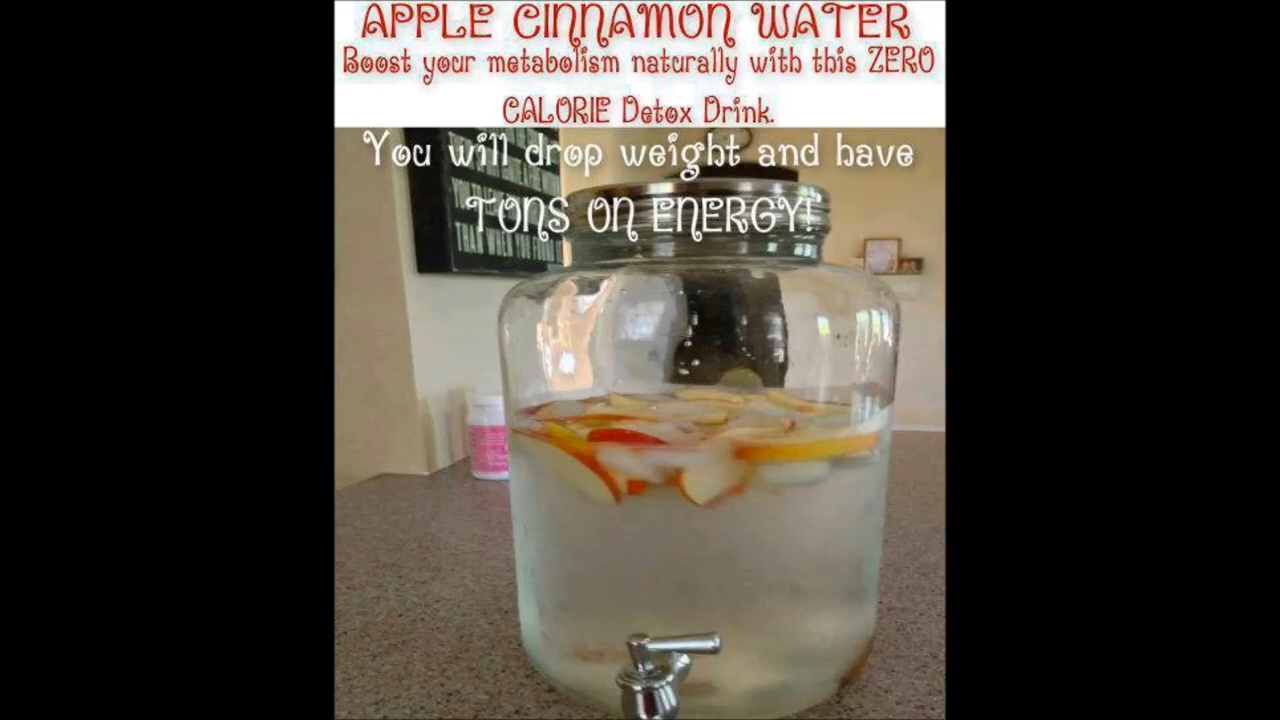 APPLE CINNAMON WATER
Boost your metabolism naturally with this ZERO
CALORIE Detox Drink.
You will drop weight and have
TONS ON ENERGY!